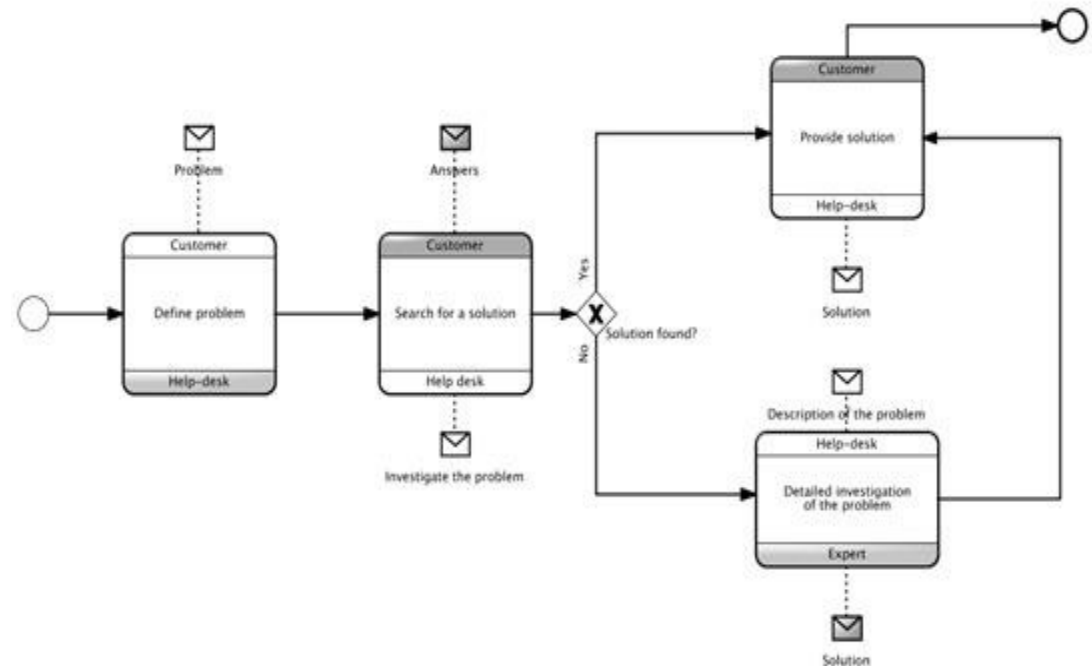 Customer
Provide solution
Help-desk
Solution
Problem
Answers
Customer
Define problem
Help-desk
Customer
Search for a solution
Help desk
Investigate the problem
Yes
X
Solution found?
No
Description of the problem
Help-desk
Detailed investigation
of the problem
Expert
Solution